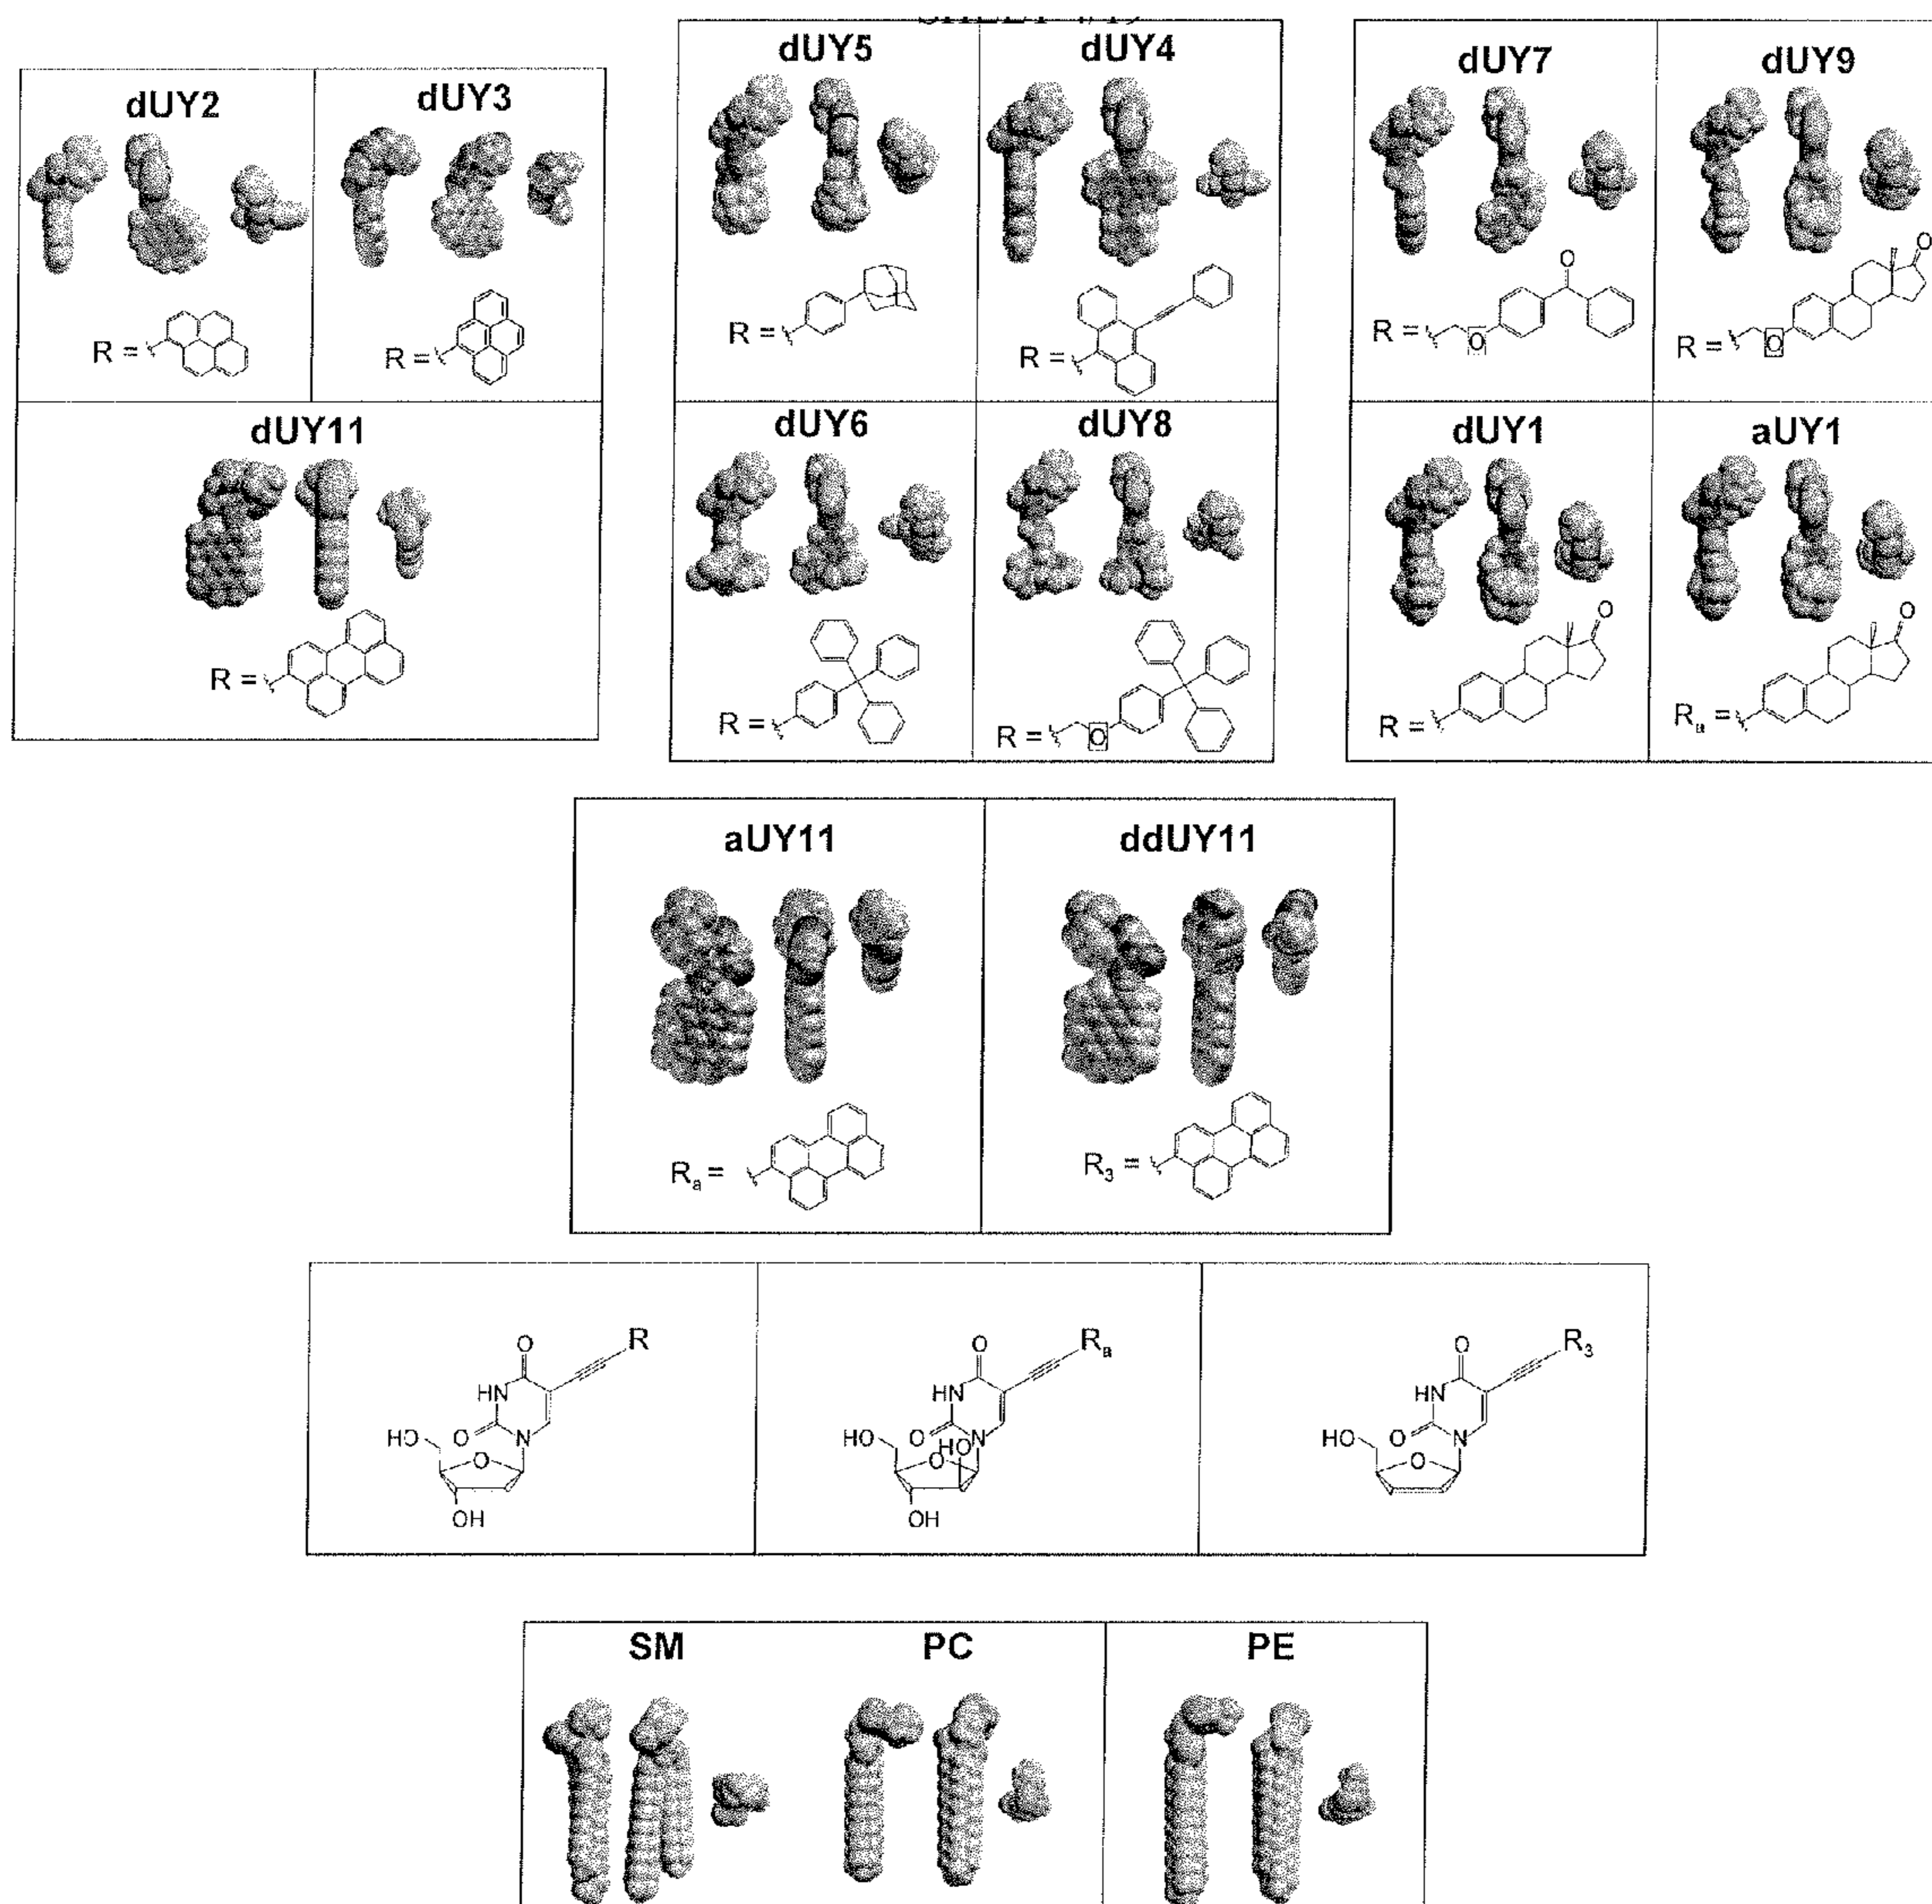 dUY2 dUY3
R = R =
dUY11
R =
dUY5 dUY4
R = R =
dUY6 dUY8
R = R = O
dUY7 dUY9
O O
R = O R = O
dUY1 aUY1
O O
R = Ra =
aUY11 ddUY11
Ra = R3 =
R Ra R3
O O O
HN HN HN
HO O N HO O N HO O N
O O HO O
OH OH
SM PC PE